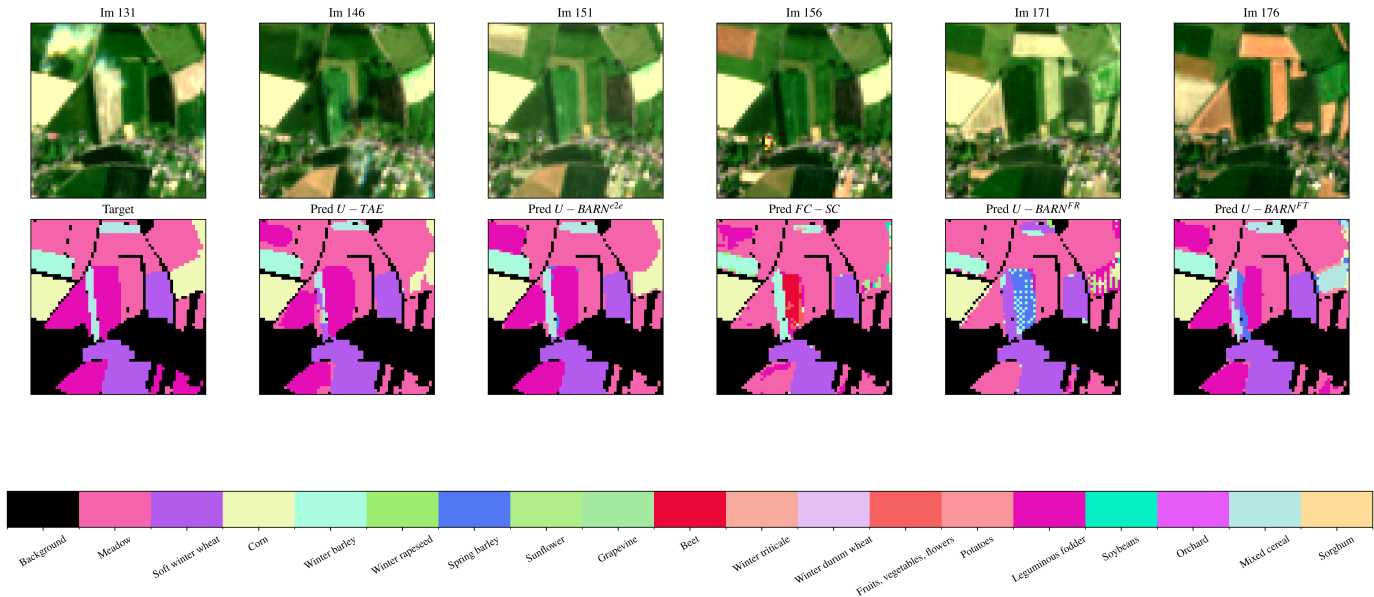 Im 131 Im 146 Im 151 Im 156 Im 171 Im 176
Target Pred U − TAE Pred U − BARN^{e2e} Pred FC − SC Pred U − BARN^{FR} Pred U − BARN^{FT}
Background
Meadow
Soft winter wheat
Corn
Winter barley
Winter rapeseed
Spring barley
Sunflower
Grapevine
Beet
Winter triticale
Winter durum wheat
Fruits, vegetables, flowers
Potatoes
Leguminous fodder
Soybeans
Orchard
Mixed cereal
Sorghum